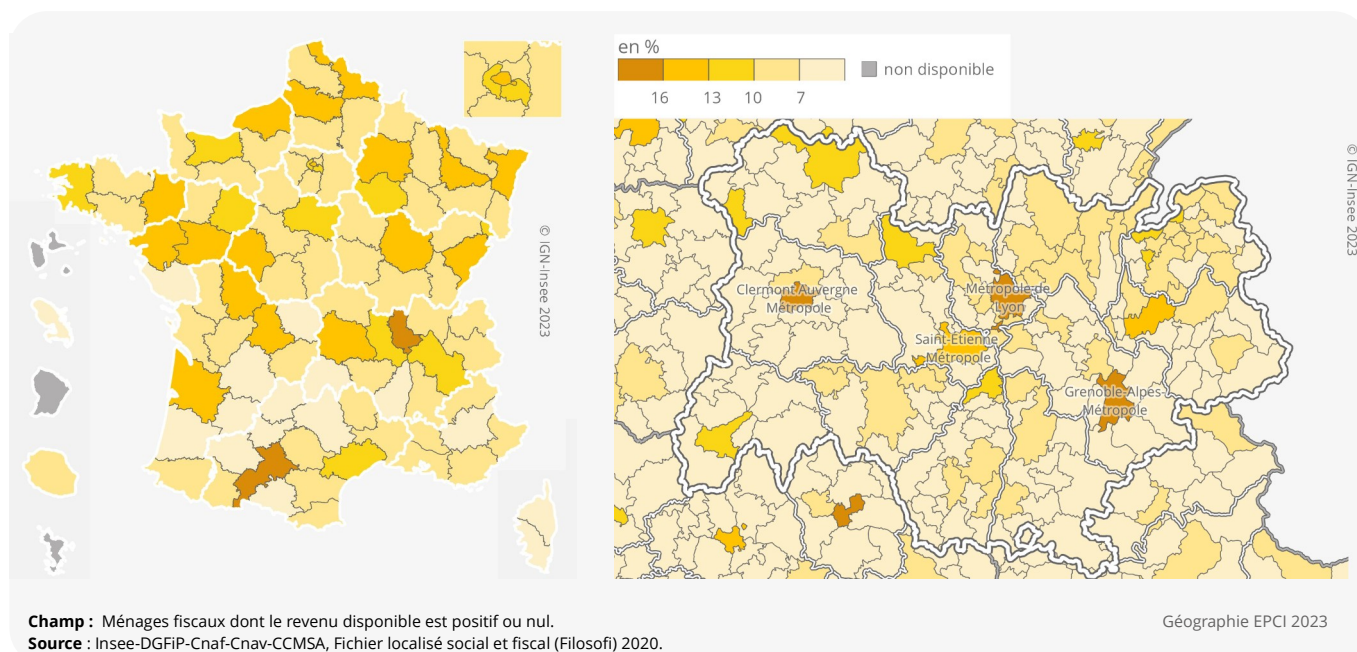 en %
16
13
10
7
non disponible
© IGN-Insee 2023
© IGN-Insee 2023
Clermont Auvergne
Métropole
Métropole de
Lyon
Saint-Étienne
Métropole
Grenoble-Alpes-
Métropole
Champ : Ménages fiscaux dont le revenu disponible est positif ou nul.
Géographie EPCI 2023
Source : Insee-DGFiP-Cnaf-Cnav-CCMSA, Fichier localisé social et fiscal (Filosofi) 2020.